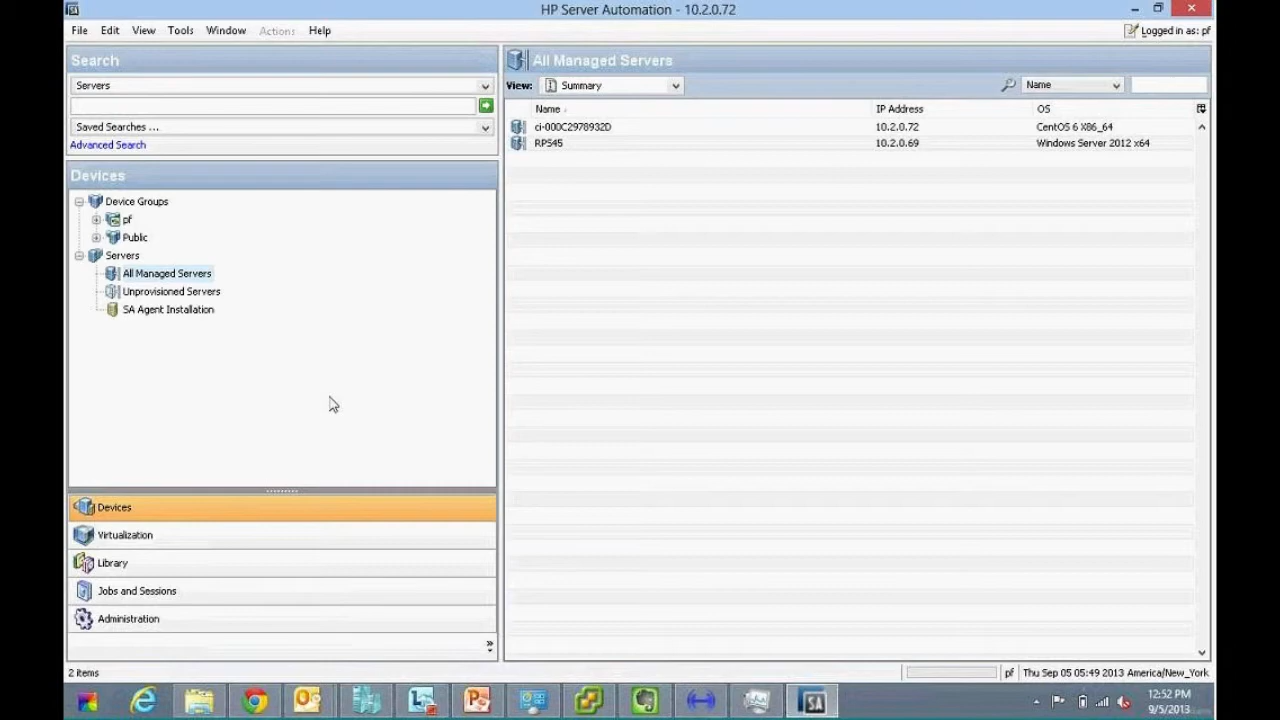 HP Server Automation - 10.2.0.72
File Edit View Tools Window Actions Help
Logged in as: pf
Search
Servers
Saved Searches ...
Advanced Search
Devices
Device Groups
pf
Public
Servers
All Managed Servers
Unprovisioned Servers
SA Agent Installation
Devices
Virtualization
Library
Jobs and Sessions
Administration
All Managed Servers
View: Summary Name
Name IP Address OS
ci-000C2978932D 10.2.0.72 CentOS 6 X86_64
RP545 10.2.0.69 Windows Server 2012 x64
2 items
pf Thu Sep 05 05:49 2013 America/New_York
SA
12:52 PM
9/5/2013